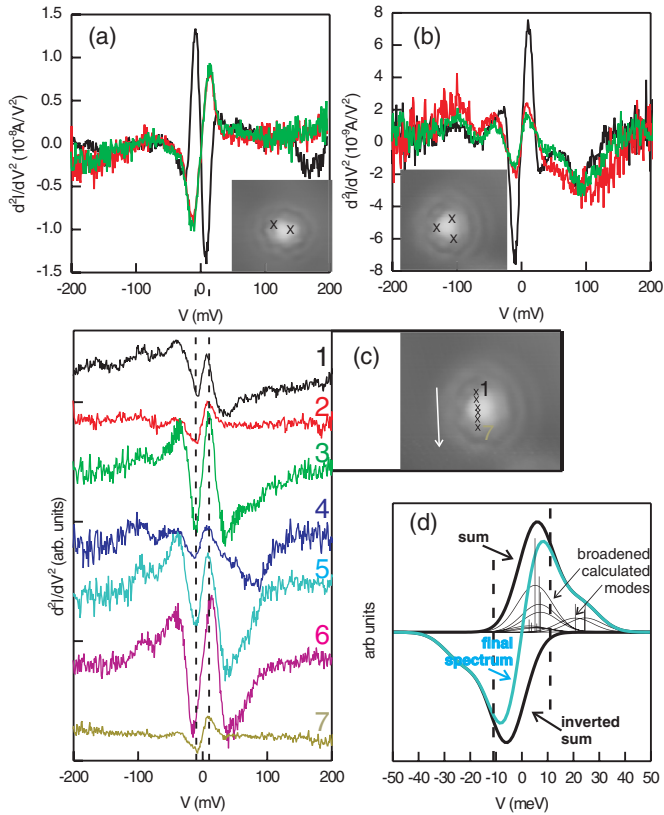 (a)
d²I/dV² (10⁻⁸A/V²)
1.5
1.0
0.5
0.0
-0.5
-1.0
-1.5
X X
-200 -100 0 100 200
V (mV)
(b)
d²I/dV² (10⁻⁹A/V²)
8
6
4
2
0
-2
-4
-6
-8
X X X
-200 -100 0 100 200
V (mV)
d²I/dV² (arb. units)
1
2
3
4
5
6
7
-200 -100 0 100 200
V (mV)
(c)
1
7
(d)
arb units
sum
broadened
calculated
modes
final
spectrum
inverted
sum
-50 -40 -30 -20 -10 0 10 20 30 40 50
V (meV)